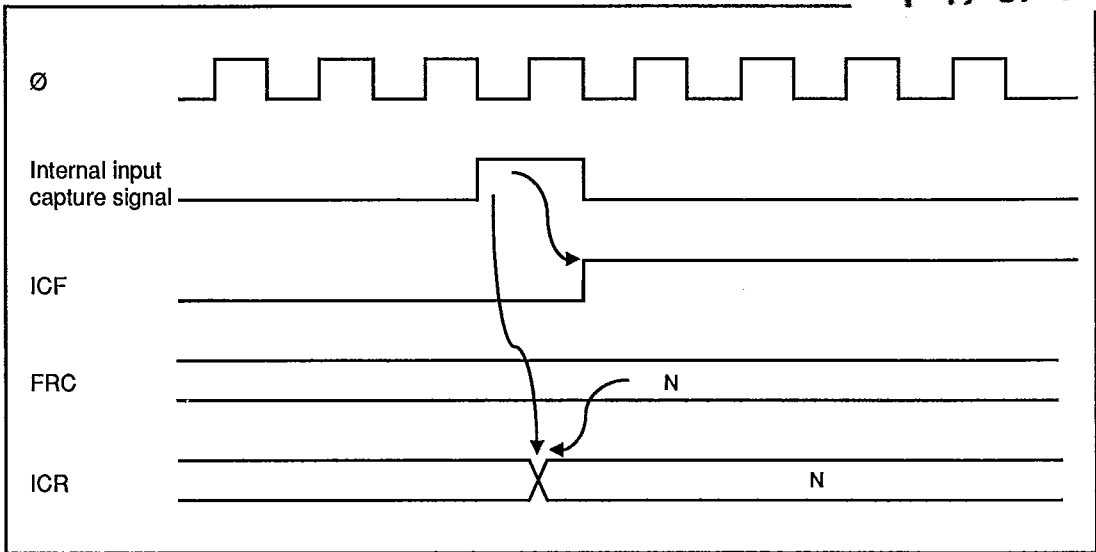 Ø
Internal input
capture signal
ICF
FRC
N
ICR
N